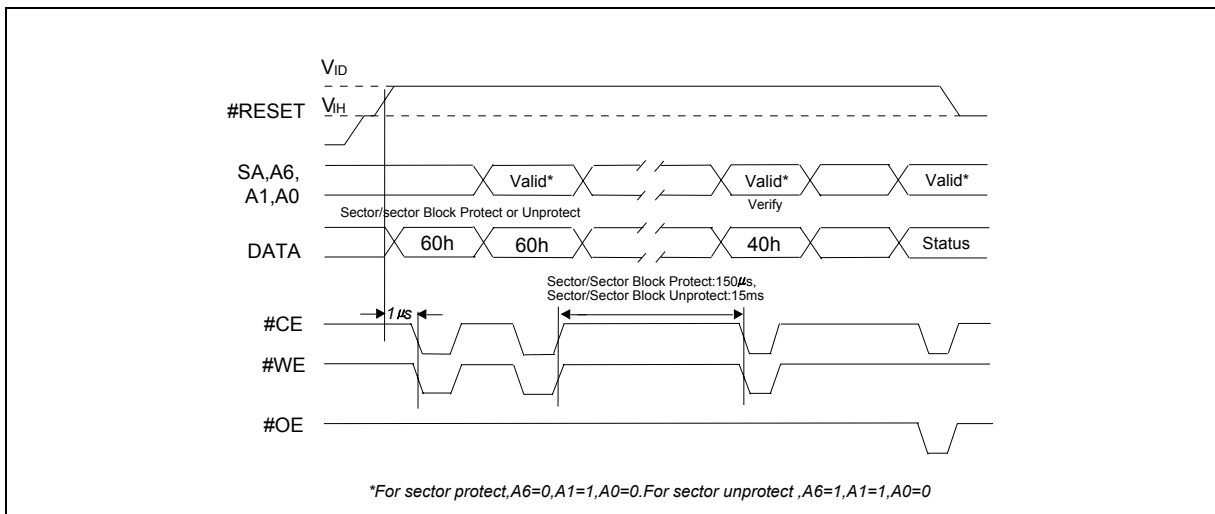 VID
#RESET
VIH
SA,A6,
A1,A0
Valid* Valid* Valid*
Verify
Sector/sector Block Protect or Unprotect
DATA
60h 60h 40h Status
Sector/Sector Block Protect:150µs,
Sector/Sector Block Unprotect:15ms
1µs
#CE
#WE
#OE
*For sector protect,A6=0,A1=1,A0=0.For sector unprotect ,A6=1,A1=1,A0=0